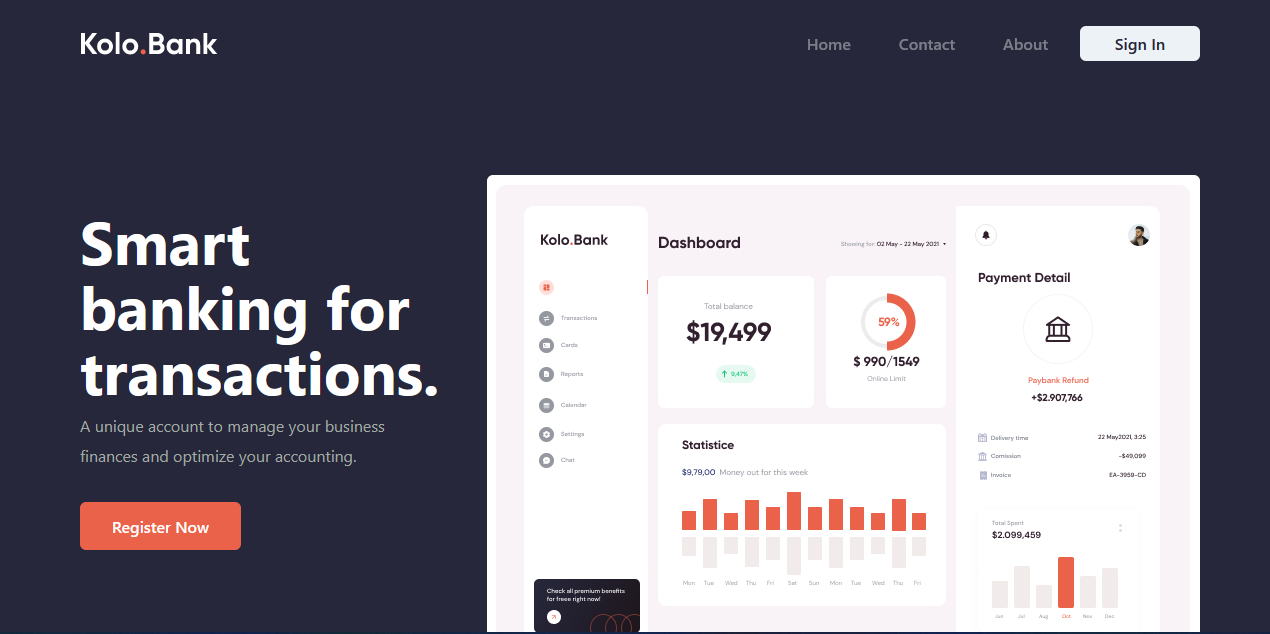 Kolo.Bank
Home
Contact
About
Sign In
Smart
banking for
transactions.
A unique account to manage your business
finances and optimize your accounting.
Register Now
Kolo.Bank
Transactions
Cards
Reports
Calendar
Settings
Chat
Check all premium benefits
for freee right now!
Dashboard
Showing for: 02 May - 22 May 2021
Total balance
$19,499
9,47%
59%
$ 990/1549
Online Limit
Statistice
$9,79,00 Money out for this week
Mon Tue Wed Thu Fri Sat Sun Mon Tue Wed Thu Fri
Payment Detail
Paybank Refund
+$2.907,766
Delivery time 22 May2021, 3:25
Comission -$49,099
Invoice EA-3959-CD
Total Spent
$2.099,459
Jun Jul Aug Oct Nov Dec